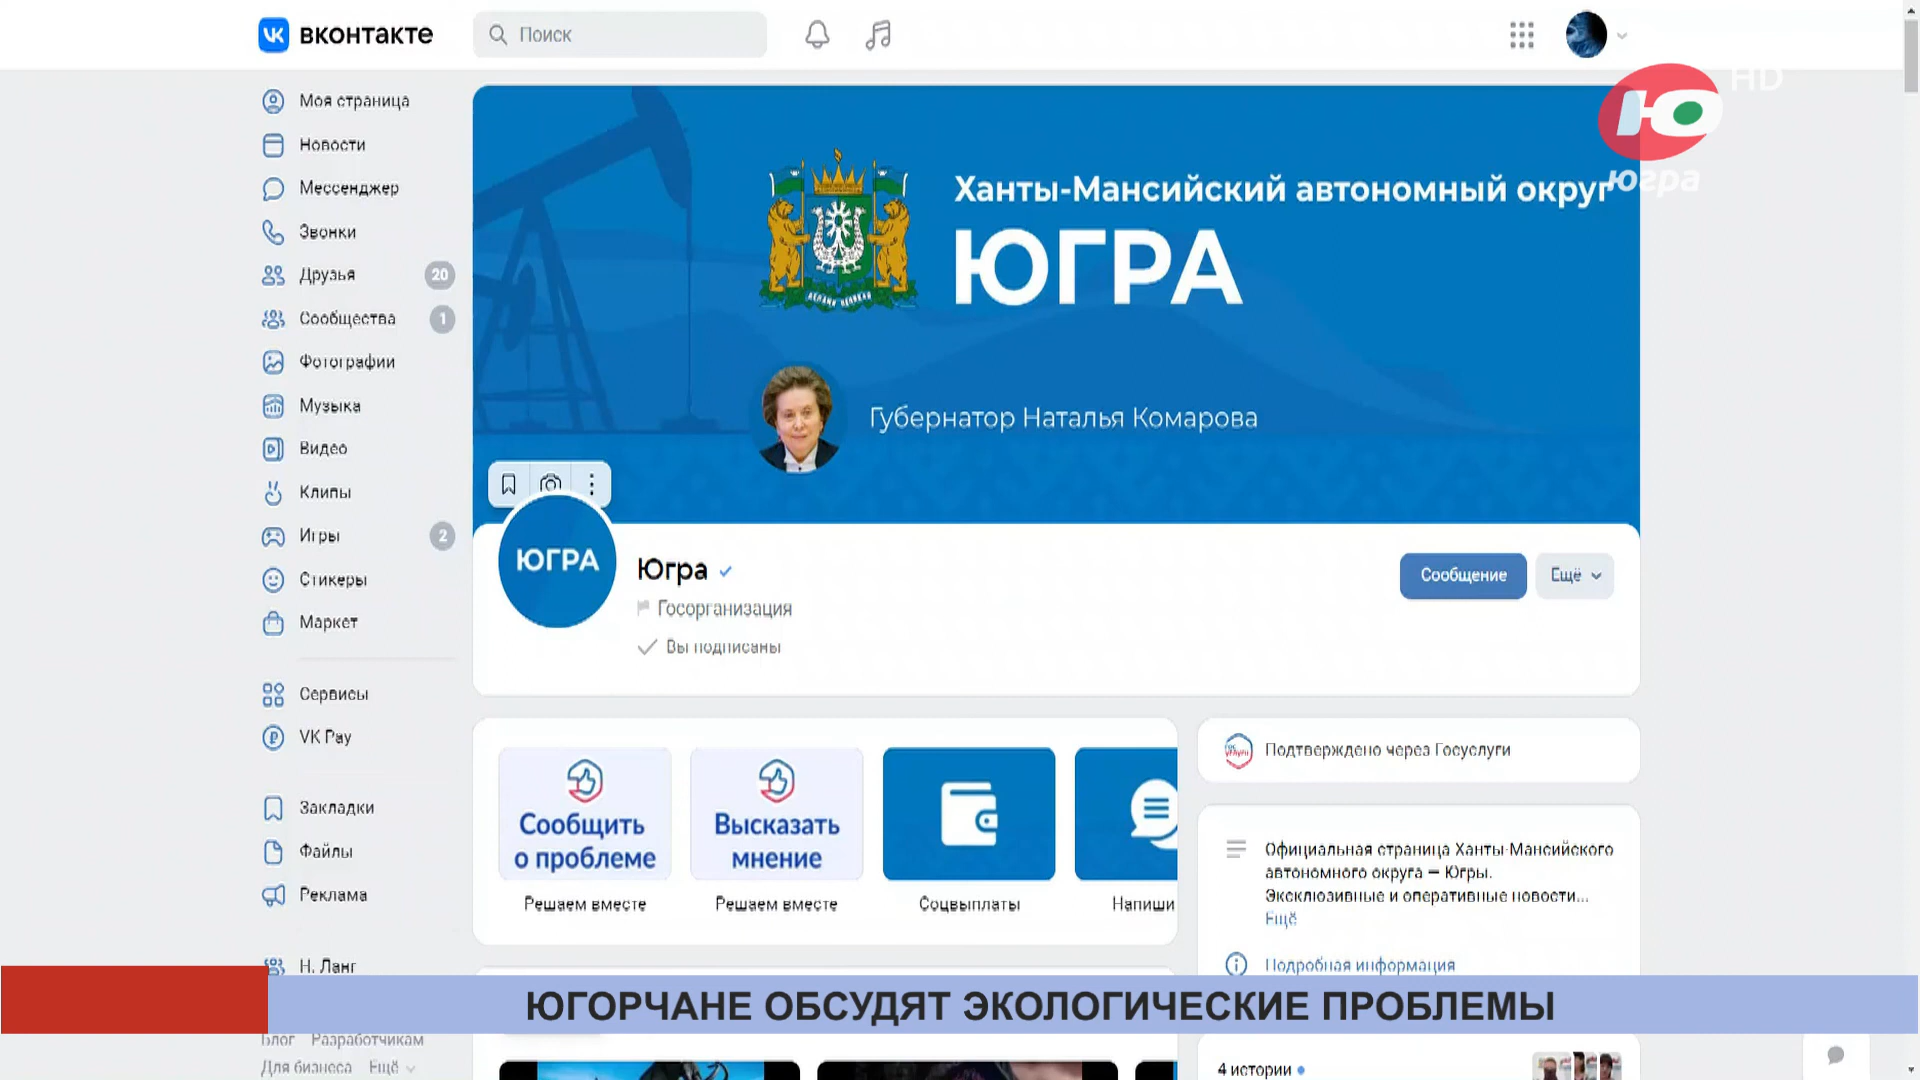 вконтакте
Поиск
HD
югра
Моя страница
Новости
Мессенджер
Звонки
Друзья 20
Сообщества 1
Фотографии
Музыка
Видео
Клипы
Игры 2
Стикеры
Маркет
Сервисы
VK Pay
Закладки
Файлы
Реклама
Н. Ланг
Блог Разработчикам
Для бизнеса Ещё
Ханты-Мансийский автономный округ
ЮГРА
Губернатор Наталья Комарова
ЮГРА
Югра
Госорганизация
Вы подписаны
Сообщение
Ещё
Сообщить
о проблеме
Решаем вместе
Высказать
мнение
Решаем вместе
Соцвыплаты
Напиши
Подтверждено через Госуслуги
Официальная страница Ханты-Мансийского
автономного округа — Югры.
Эксклюзивные и оперативные новости...
Ещё
Подробная информация
ЮГОРЧАНЕ ОБСУДЯТ ЭКОЛОГИЧЕСКИЕ ПРОБЛЕМЫ
4 истории